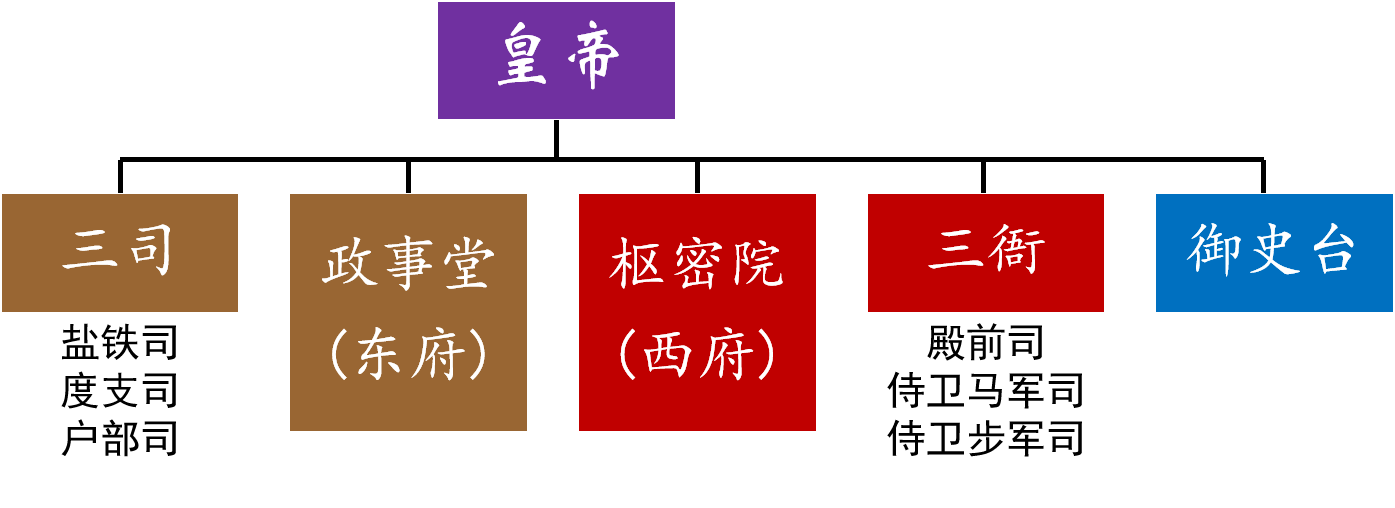 皇帝
三司
盐铁司
度支司
户部司
政事堂
（东府）
枢密院
（西府）
三衙
殿前司
侍卫马军司
侍卫步军司
御史台